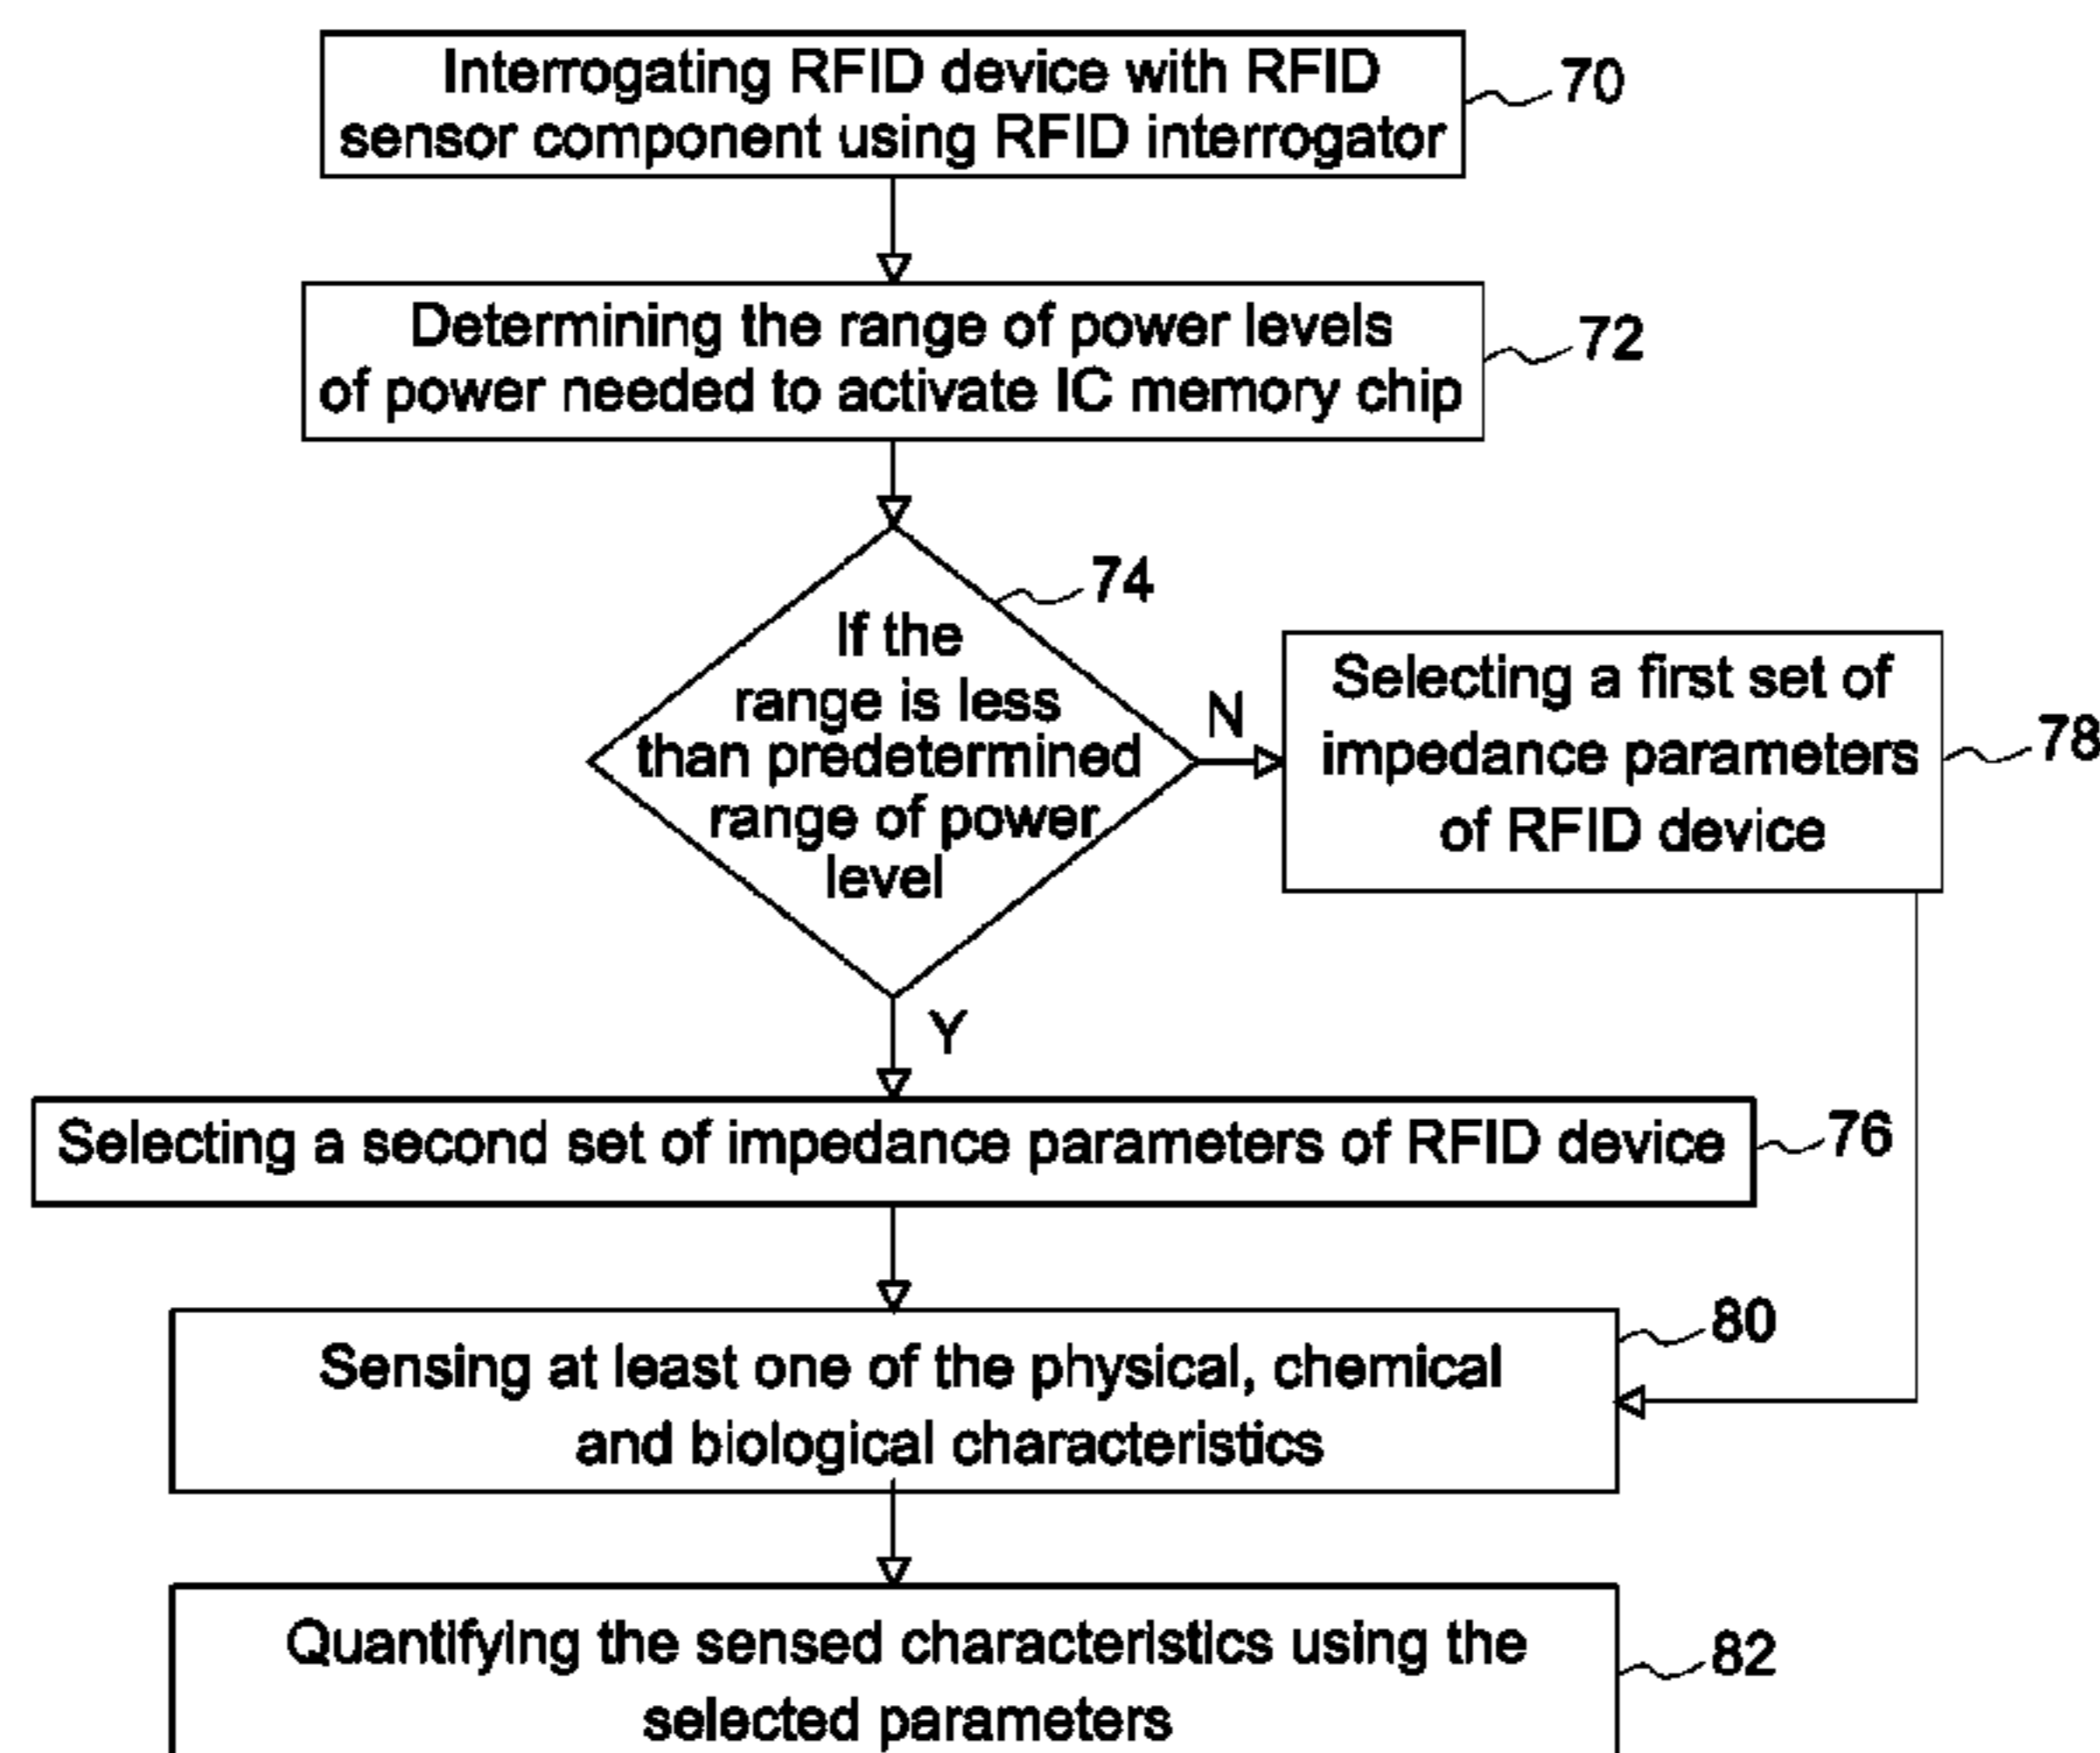 Interrogating RFID device with RFID
sensor component using RFID interrogator
70
Determining the range of power levels
of power needed to activate IC memory chip
72
74
If the
range is less
than predetermined
range of power
level
N
Selecting a first set of
impedance parameters
of RFID device
78
Y
Selecting a second set of impedance parameters of RFID device
76
Sensing at least one of the physical, chemical
and biological characteristics
80
Quantifying the sensed characteristics using the
selected parameters
82